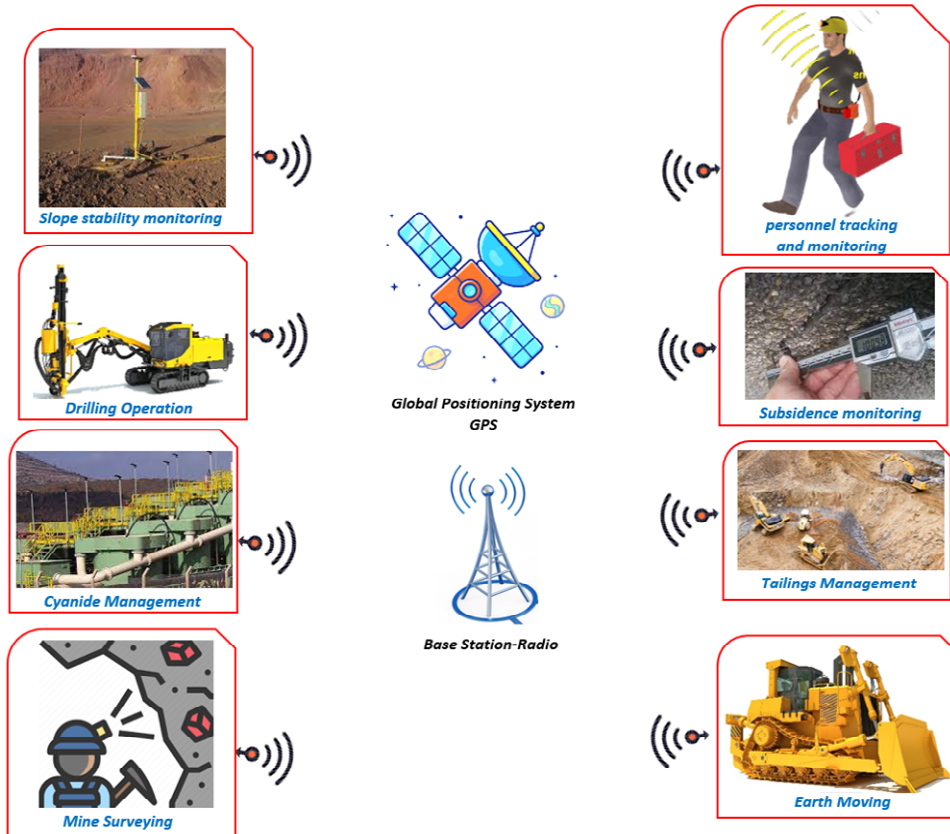 Slope stability monitoring
personnel tracking
and monitoring
Drilling Operation
Global Positioning System
GPS
Subsidence monitoring
Cyanide Management
Base Station-Radio
Tailings Management
Mine Surveying
Earth Moving